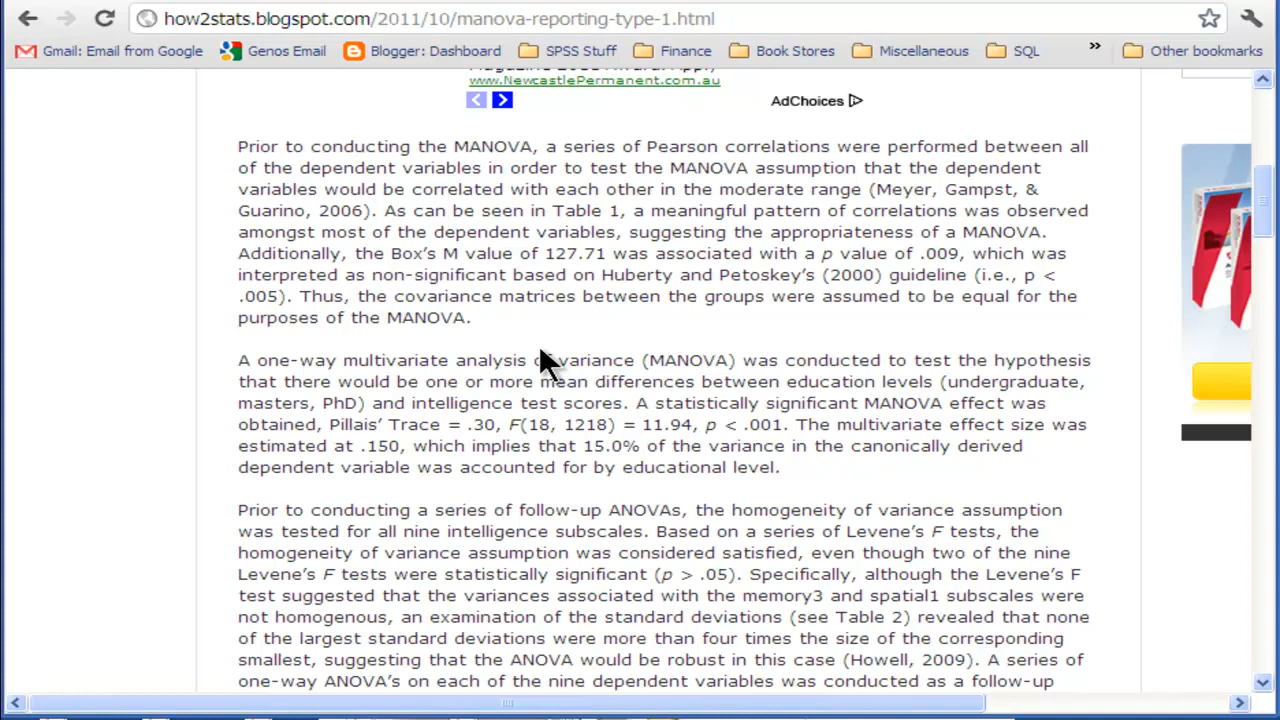 how2stats.blogspot.com/2011/10/manova-reporting-type-1.html
Gmail: Email from Google Genos Email Blogger: Dashboard SPSS Stuff Finance Book Stores Miscellaneous SQL » Other bookmarks
www.NewcastlePermanent.com.au
AdChoices
Prior to conducting the MANOVA, a series of Pearson correlations were performed between all
of the dependent variables in order to test the MANOVA assumption that the dependent
variables would be correlated with each other in the moderate range (Meyer, Gampst, &
Guarino, 2006). As can be seen in Table 1, a meaningful pattern of correlations was observed
amongst most of the dependent variables, suggesting the appropriateness of a MANOVA.
Additionally, the Box's M value of 127.71 was associated with a p value of .009, which was
interpreted as non-significant based on Huberty and Petoskey's (2000) guideline (i.e., p <
.005). Thus, the covariance matrices between the groups were assumed to be equal for the
purposes of the MANOVA.
A one-way multivariate analysis of variance (MANOVA) was conducted to test the hypothesis
that there would be one or more mean differences between education levels (undergraduate,
masters, PhD) and intelligence test scores. A statistically significant MANOVA effect was
obtained, Pillais' Trace = .30, F(18, 1218) = 11.94, p < .001. The multivariate effect size was
estimated at .150, which implies that 15.0% of the variance in the canonically derived
dependent variable was accounted for by educational level.
Prior to conducting a series of follow-up ANOVAs, the homogeneity of variance assumption
was tested for all nine intelligence subscales. Based on a series of Levene's F tests, the
homogeneity of variance assumption was considered satisfied, even though two of the nine
Levene's F tests were statistically significant (p > .05). Specifically, although the Levene's F
test suggested that the variances associated with the memory3 and spatial1 subscales were
not homogenous, an examination of the standard deviations (see Table 2) revealed that none
of the largest standard deviations were more than four times the size of the corresponding
smallest, suggesting that the ANOVA would be robust in this case (Howell, 2009). A series of
one-way ANOVA's on each of the nine dependent variables was conducted as a follow-up